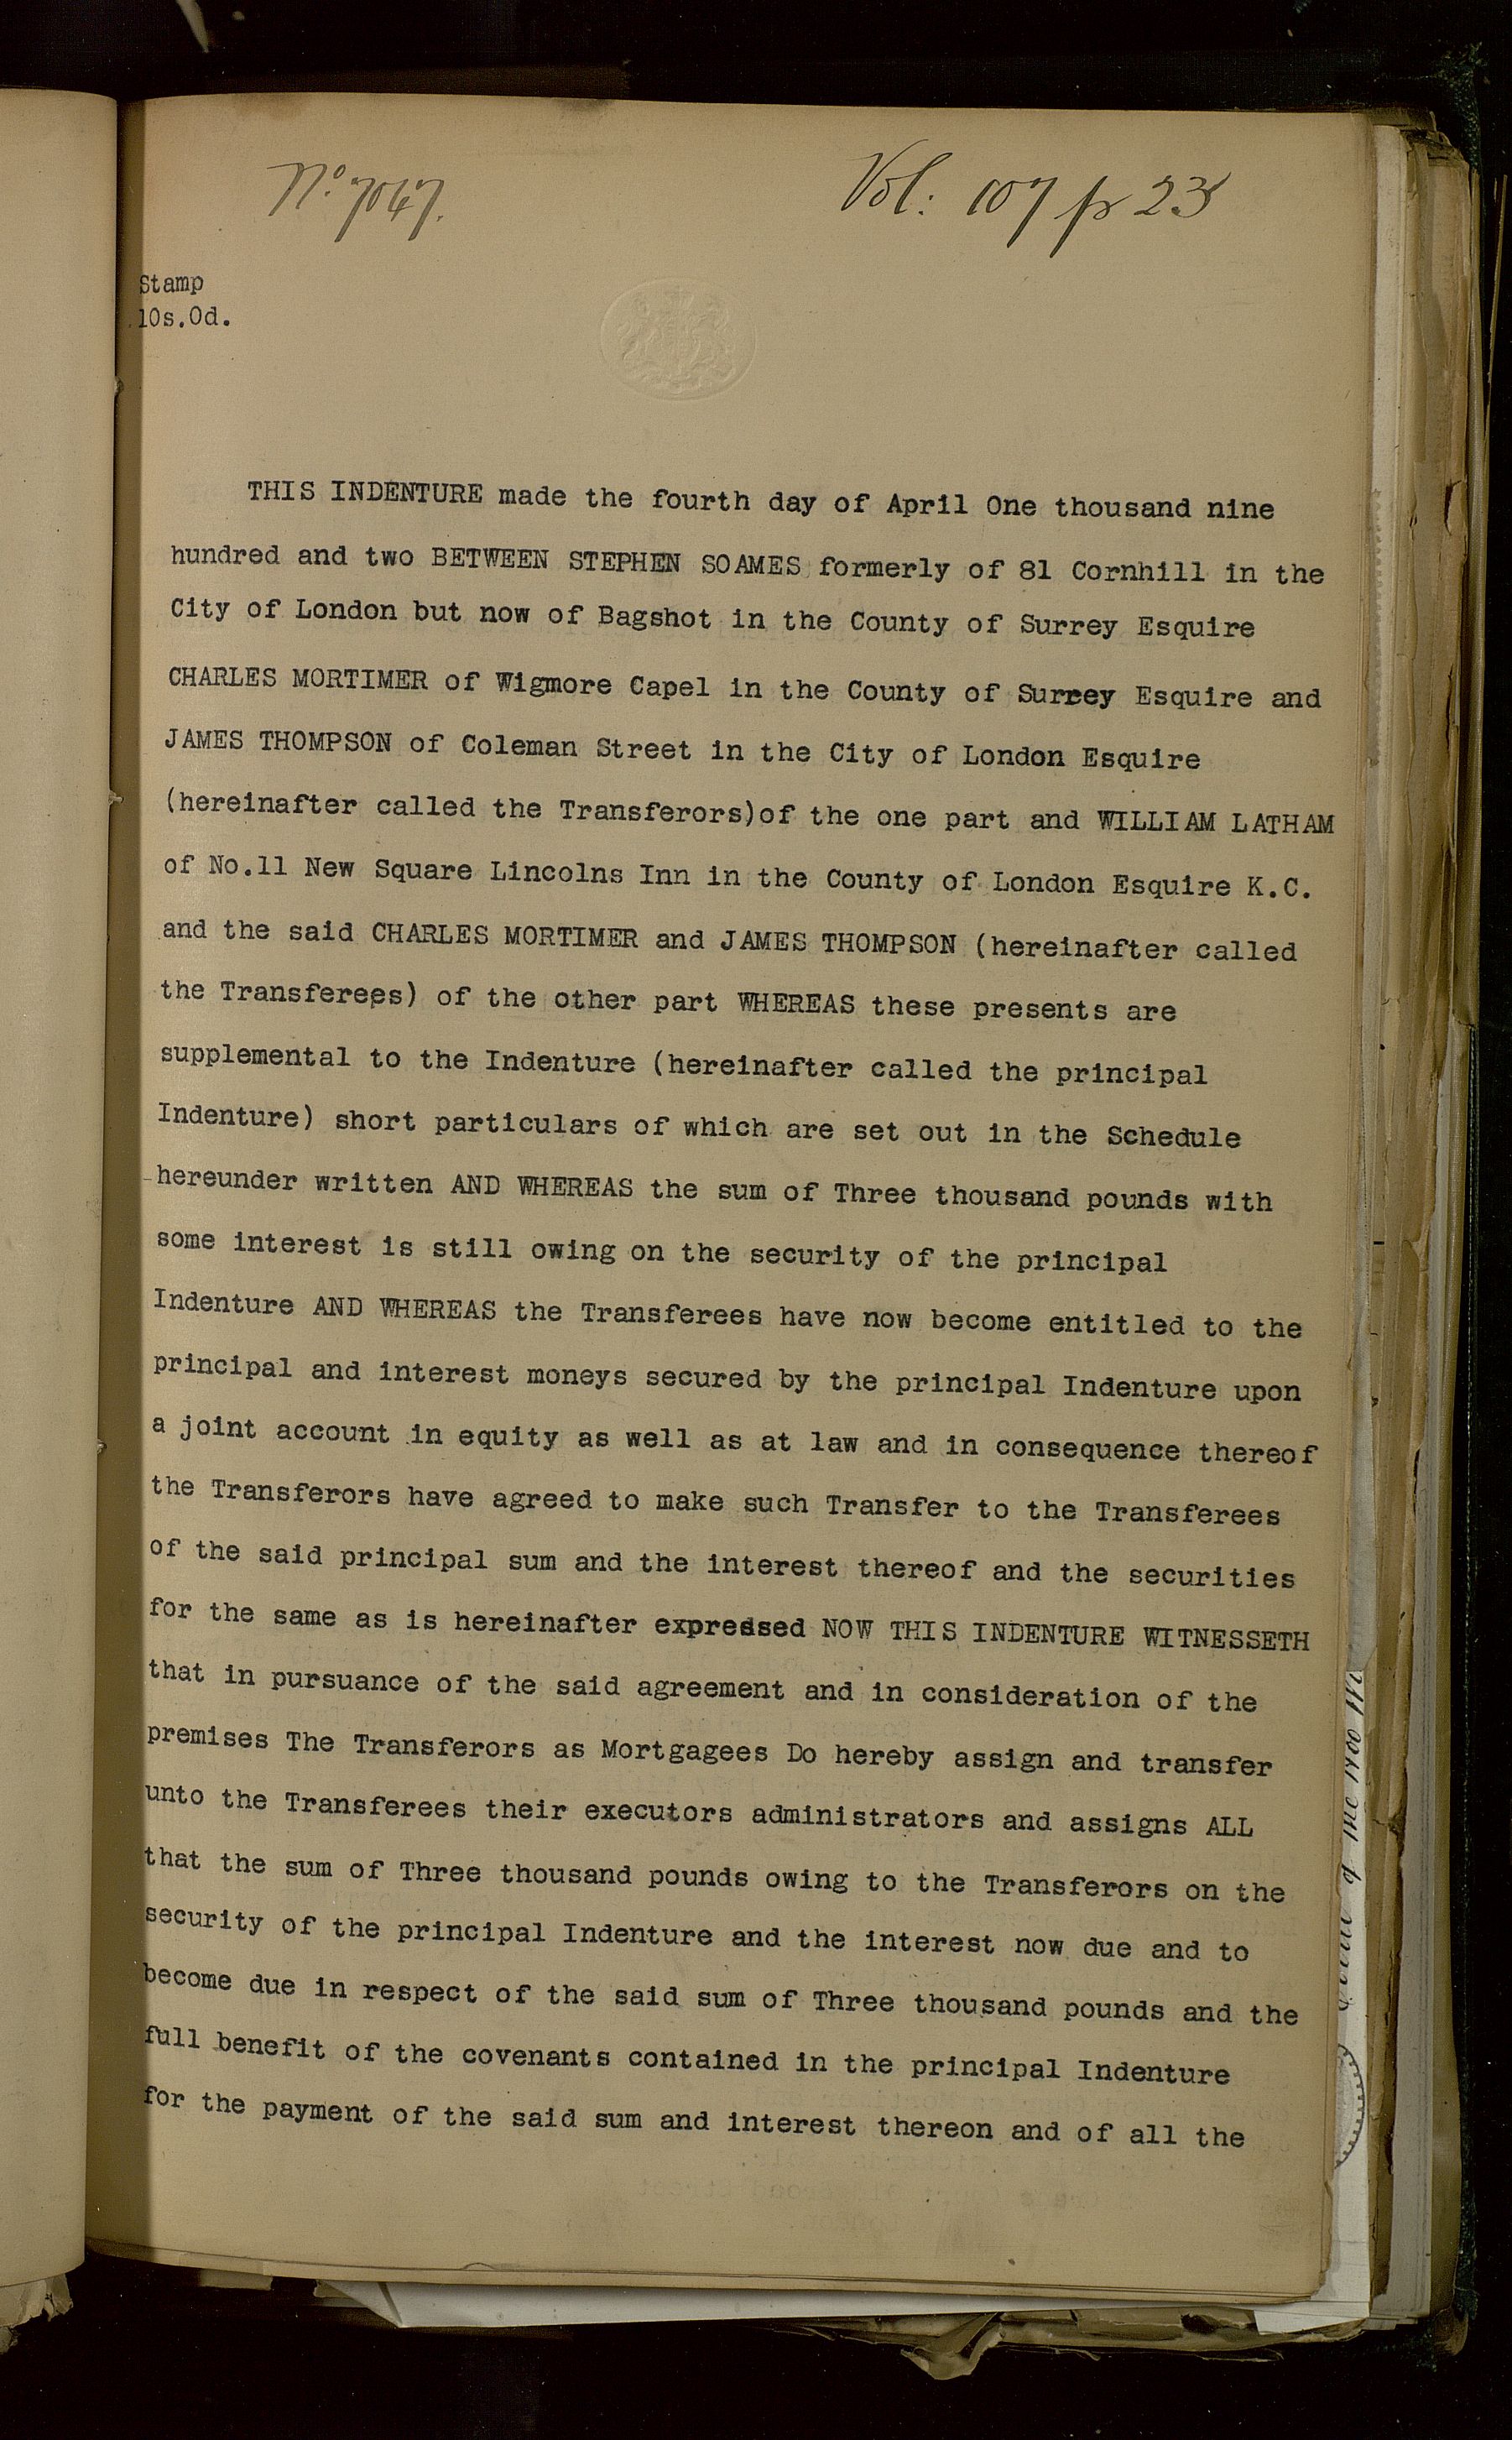 No. 7047.
Vol: 107 p 23
Stamp
10s.0d.
THIS INDENTURE made the fourth day of April One thousand nine
hundred and two BETWEEN STEPHEN SOAMES formerly of 81 Cornhill in the
City of London but now of Bagshot in the County of Surrey Esquire
CHARLES MORTIMER of Wigmore Capel in the County of Surrey Esquire and
JAMES THOMPSON of Coleman Street in the City of London Esquire
(hereinafter called the Transferors)of the one part and WILLIAM LATHAM
of No.11 New Square Lincolns Inn in the County of London Esquire K.C.
and the said CHARLES MORTIMER and JAMES THOMPSON (hereinafter called
the Transferees) of the other part WHEREAS these presents are
supplemental to the Indenture (hereinafter called the principal
Indenture) short particulars of which are set out in the Schedule
hereunder written AND WHEREAS the sum of Three thousand pounds with
some interest is still owing on the security of the principal
Indenture AND WHEREAS the Transferees have now become entitled to the
principal and interest moneys secured by the principal Indenture upon
a joint account in equity as well as at law and in consequence thereof
the Transferors have agreed to make such Transfer to the Transferees
of the said principal sum and the interest thereof and the securities
for the same as is hereinafter expressed NOW THIS INDENTURE WITNESSETH
that in pursuance of the said agreement and in consideration of the
premises The Transferors as Mortgagees Do hereby assign and transfer
unto the Transferees their executors administrators and assigns ALL
that the sum of Three thousand pounds owing to the Transferors on the
security of the principal Indenture and the interest now due and to
become due in respect of the said sum of Three thousand pounds and the
full benefit of the covenants contained in the principal Indenture
for the payment of the said sum and interest thereon and of all the